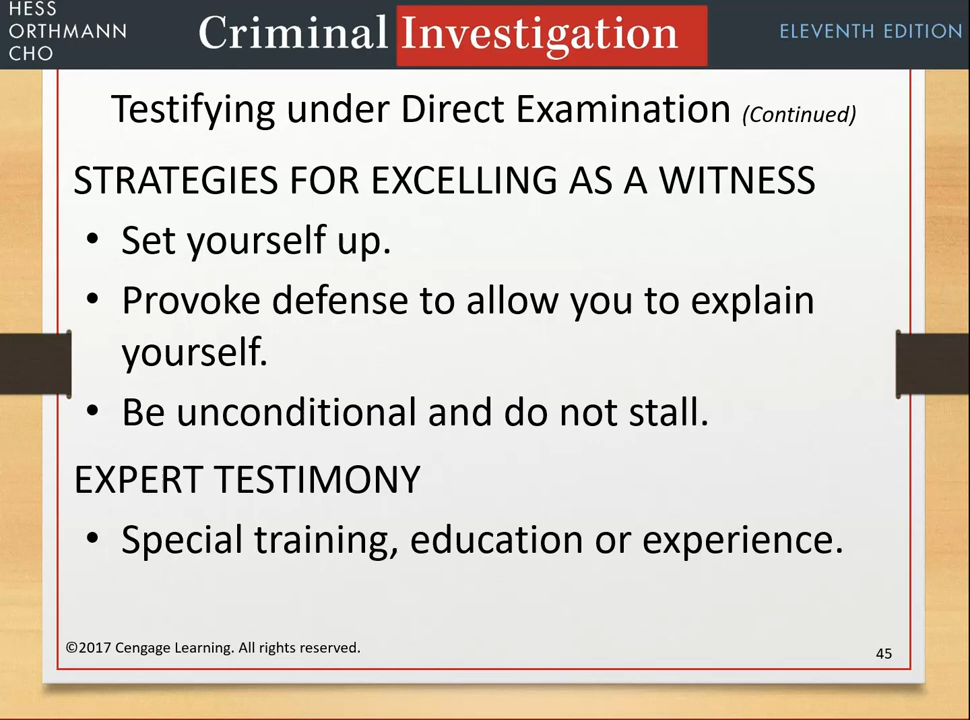 HESS
ORTHMANN
CHO
Criminal Investigation
ELEVENTH EDITION
Testifying under Direct Examination (Continued)
STRATEGIES FOR EXCELLING AS A WITNESS
• Set yourself up.
• Provoke defense to allow you to explain
yourself.
• Be unconditional and do not stall.
EXPERT TESTIMONY
• Special training, education or experience.
©2017 Cengage Learning. All rights reserved.
45